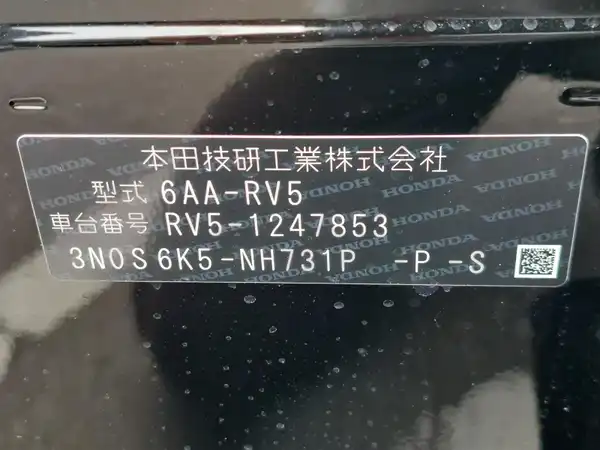 本田技研工業株式会社
型式 6AA-RV5
車台番号 RV5-1247853
3N0S6K5-NH731P -P -S